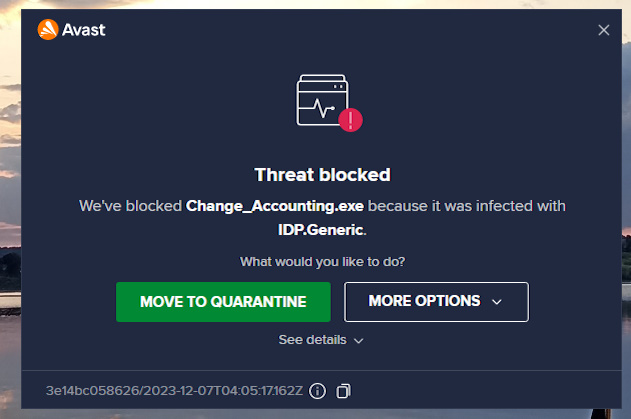 Avast
Threat blocked
We've blocked Change_Accounting.exe because it was infected with
IDP.Generic.
What would you like to do?
MOVE TO QUARANTINE
MORE OPTIONS
See details
3e14bc058626/2023-12-07T04:05:17.162Z